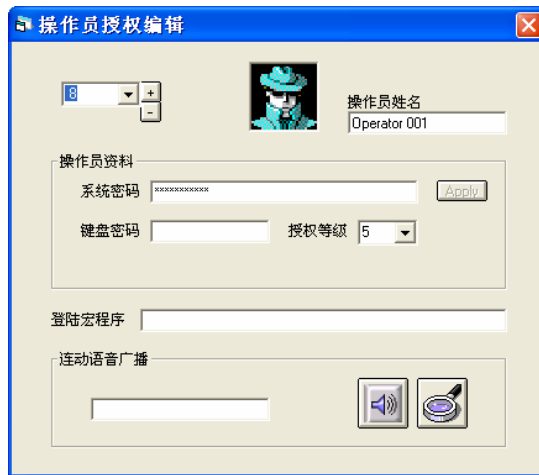 操作员授权编辑
8
+
-
操作员姓名
Operator 001
操作员资料
系统密码 ***********
Apply
键盘密码
授权等级 5
登陆宏程序
连动语音广播